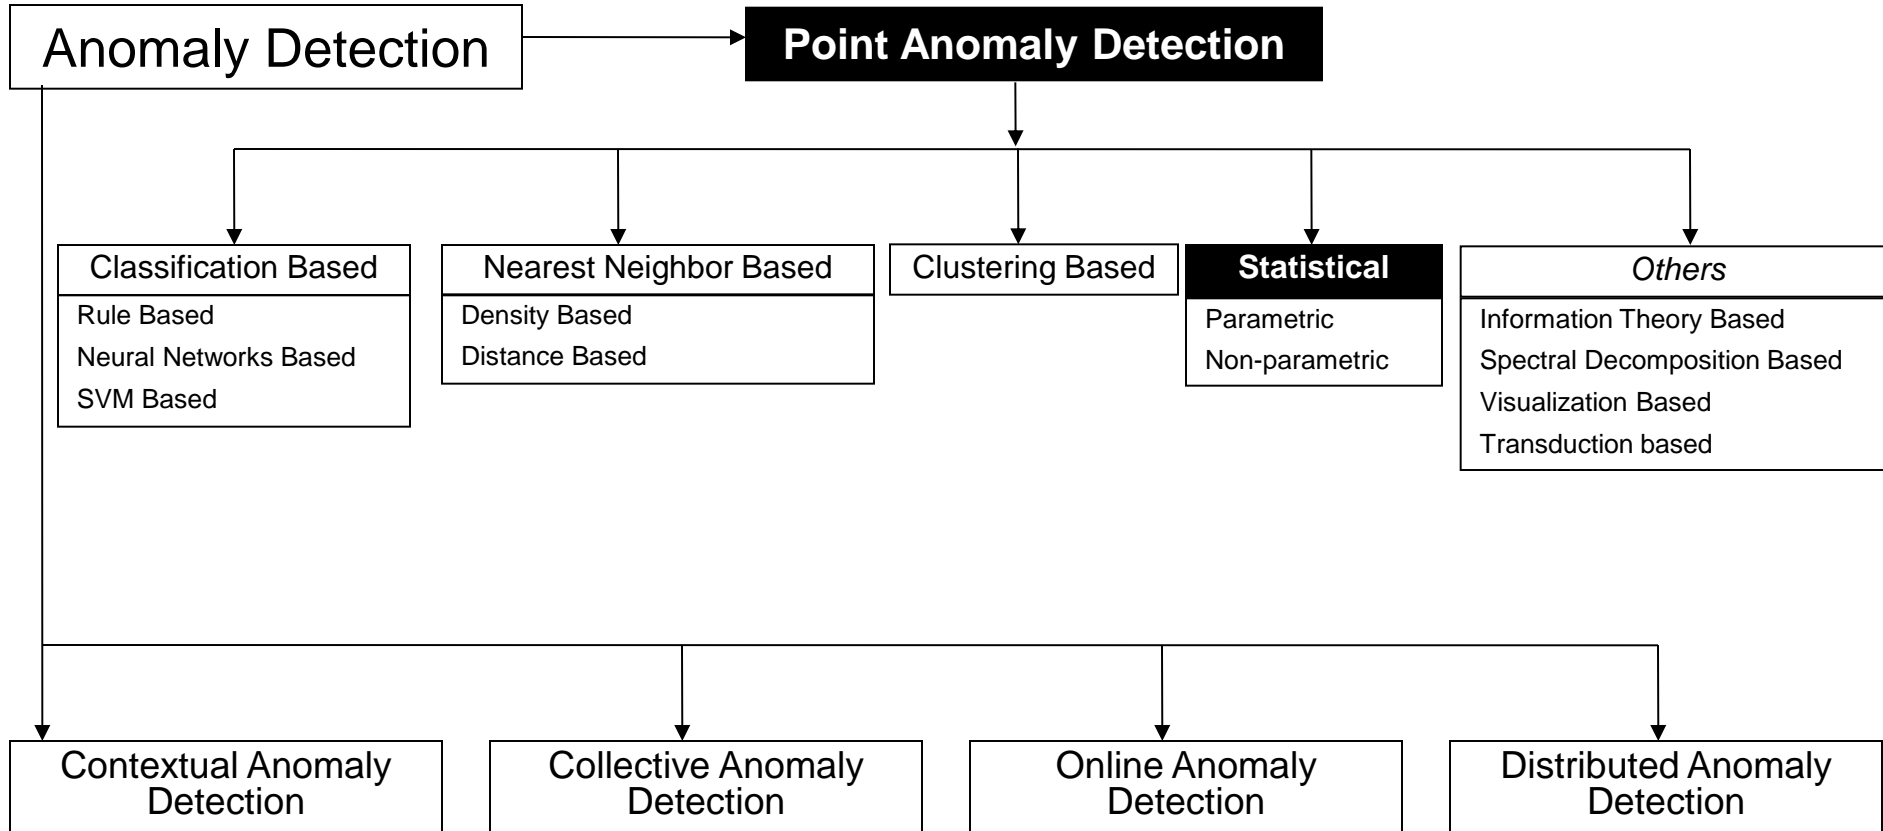 Anomaly Detection
Point Anomaly Detection
Classification Based
Rule Based
Neural Networks Based
SVM Based
Nearest Neighbor Based
Density Based
Distance Based
Clustering Based
Statistical
Parametric
Non-parametric
Others
Information Theory Based
Spectral Decomposition Based
Visualization Based
Transduction based
Contextual Anomaly
Detection
Collective Anomaly
Detection
Online Anomaly
Detection
Distributed Anomaly
Detection